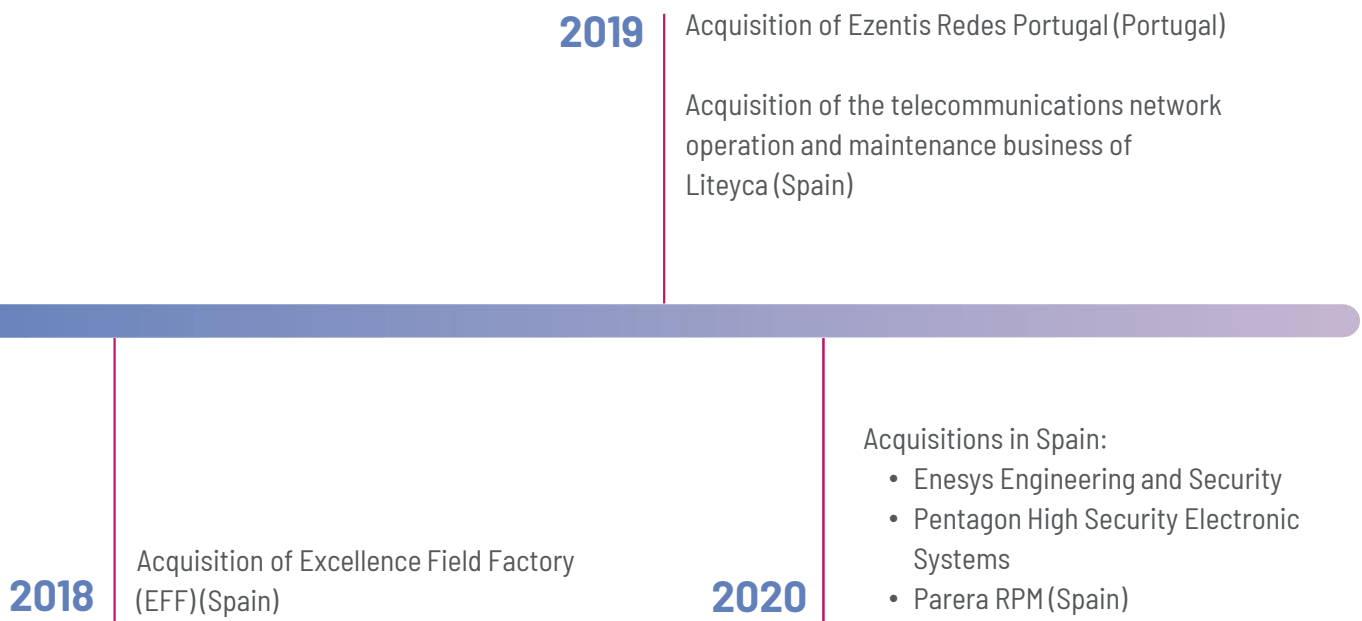 2019
Acquisition of Ezentis Redes Portugal (Portugal)
Acquisition of the telecommunications network
operation and maintenance business of
Liteyca (Spain)
2018
Acquisition of Excellence Field Factory
(EFF) (Spain)
2020
Acquisitions in Spain:
• Enesys Engineering and Security
• Pentagon High Security Electronic
Systems
• Parera RPM (Spain)